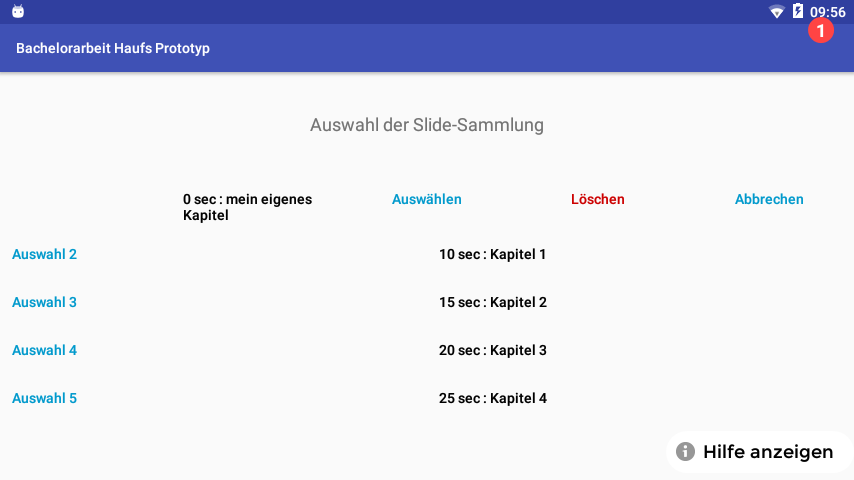 09:56
Bachelorarbeit Haufs Prototyp
1
Auswahl der Slide-Sammlung
0 sec : mein eigenes
Kapitel
Auswählen
Löschen
Abbrechen
Auswahl 2
10 sec : Kapitel 1
Auswahl 3
15 sec : Kapitel 2
Auswahl 4
20 sec : Kapitel 3
Auswahl 5
25 sec : Kapitel 4
Hilfe anzeigen